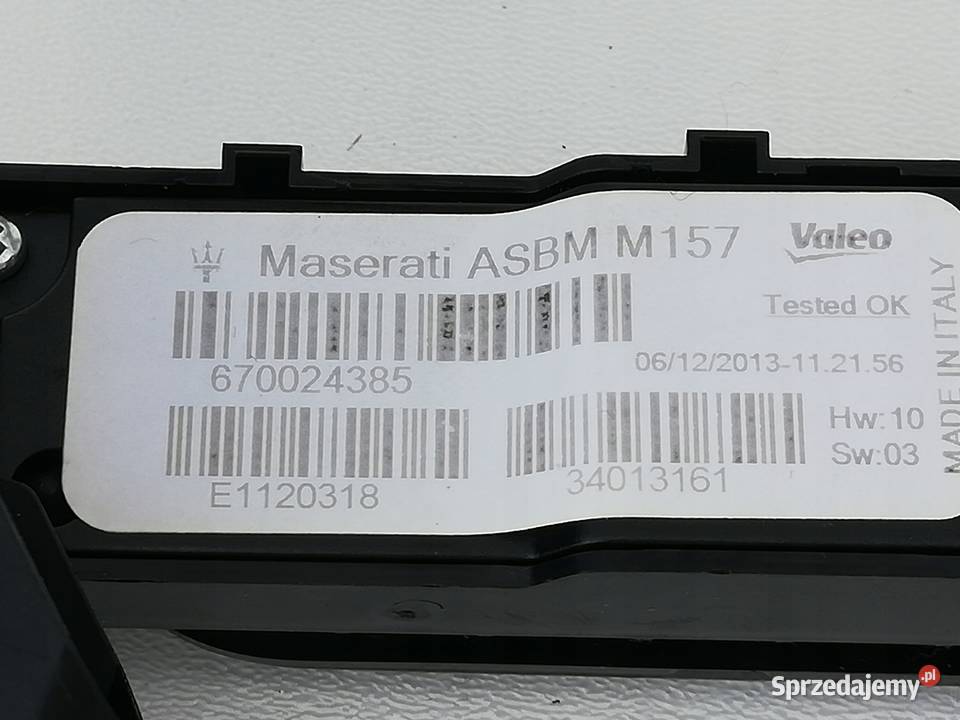 Maserati ASBM M157
Valeo
Tested OK
670024385
06/12/2013-11.21.56
E1120318
34013161
Hw:10
Sw:03
MADE IN ITALY
Sprzedajemy.pl